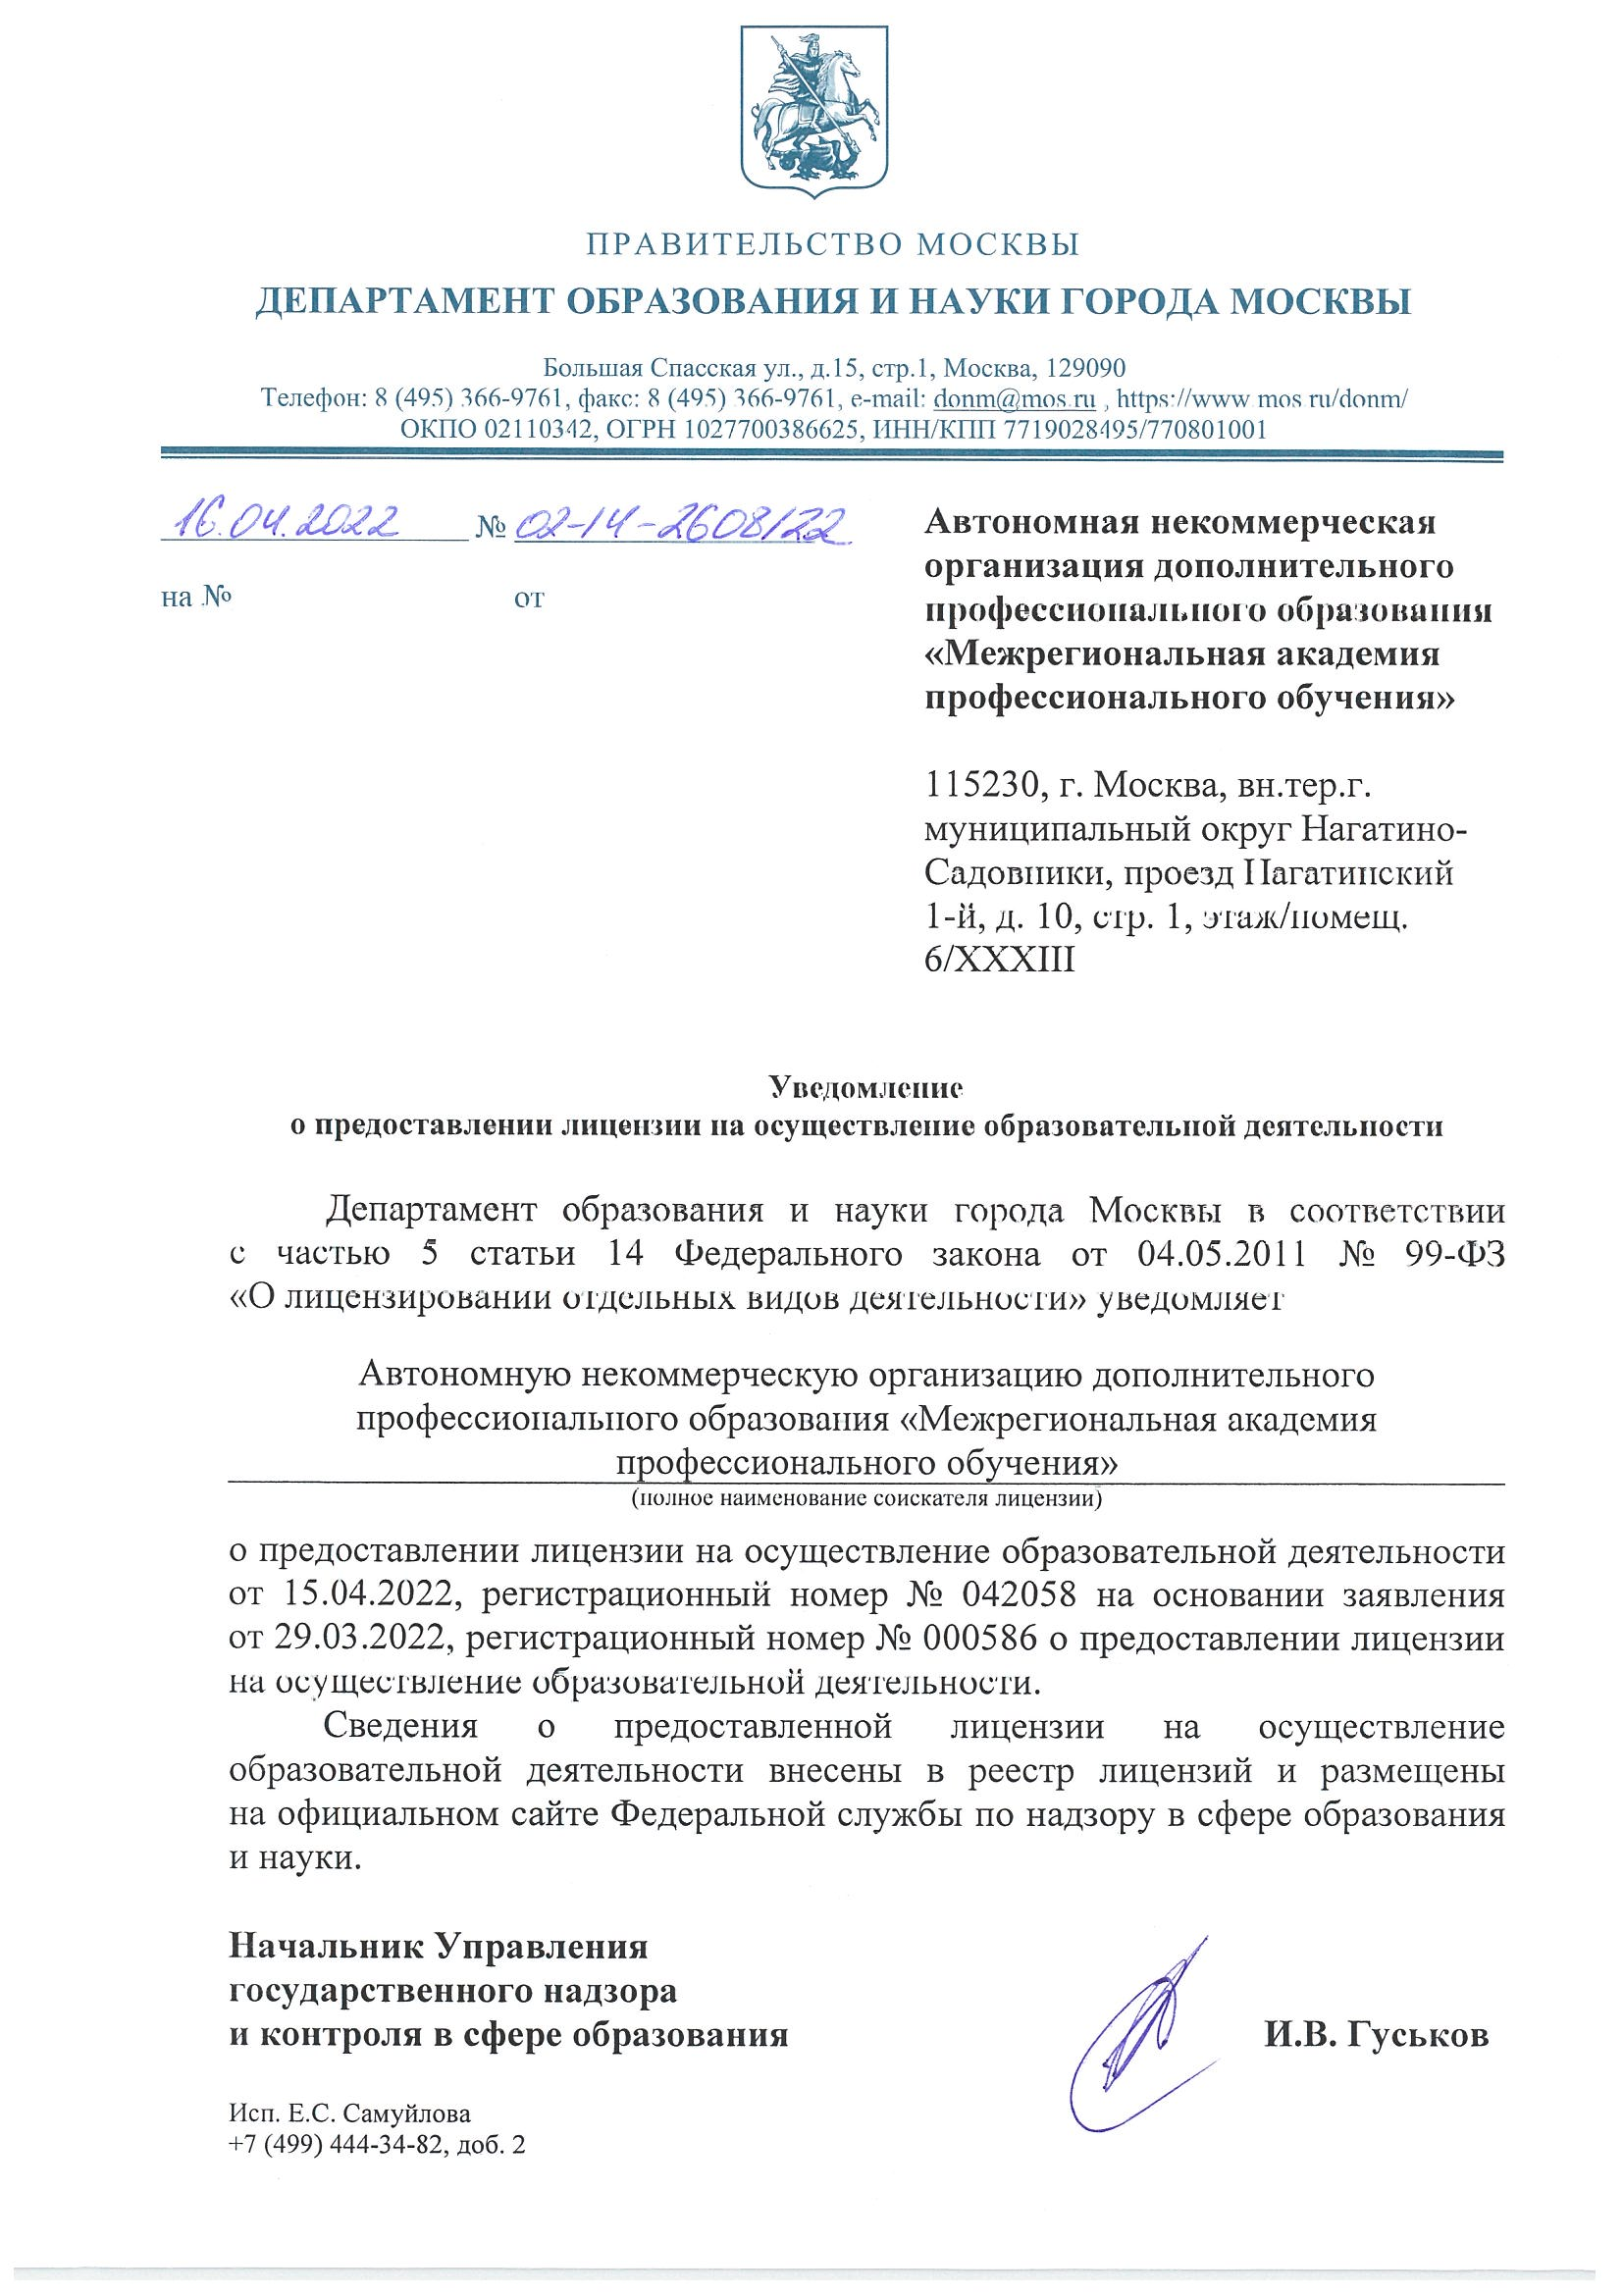 ПРАВИТЕЛЬСТВО МОСКВЫ
ДЕПАРТАМЕНТ ОБРАЗОВАНИЯ И НАУКИ ГОРОДА МОСКВЫ
Большая Спасская ул., д.15, стр.1, Москва, 129090
Телефон: 8 (495) 366-9761, факс: 8 (495) 366-9761, e-mail: donm@mos.ru , https://www.mos ru/donm/
ОКПО 02110342, ОГРН 1027700386625, ИНН/КПП 7719028495/770801001
16.04.2022 № 02-14-2608/22
на № от
Автономная некоммерческая
организация дополнительного
профессионального образования
«Межрегиональная академия
профессионального обучения»
115230, г. Москва, вн.тер.г.
муниципальный округ Нагатино-
Садовники, проезд Нагатинский
1-й, д. 10, стр. 1, этаж/помещ.
6/XXXIII
Уведомление
о предоставлении лицензии на осуществление образовательной деятельности
Департамент образования и науки города Москвы в соответствии
с частью 5 статьи 14 Федерального закона от 04.05.2011 № 99-ФЗ
«О лицензировании отдельных видов деятельности» уведомляет
Автономную некоммерческую организацию дополнительного
профессионального образования «Межрегиональная академия
профессионального обучения»
(полное наименование соискателя лицензии)
о предоставлении лицензии на осуществление образовательной деятельности
от 15.04.2022, регистрационный номер № 042058 на основании заявления
от 29.03.2022, регистрационный номер № 000586 о предоставлении лицензии
на осуществление образовательной деятельности.
Сведения о предоставленной лицензии на осуществление
образовательной деятельности внесены в реестр лицензий и размещены
на официальном сайте Федеральной службы по надзору в сфере образования
и науки.
Начальник Управления
государственного надзора
и контроля в сфере образования
И.В. Гуськов
Исп. Е.С. Самуйлова
+7 (499) 444-34-82, доб. 2